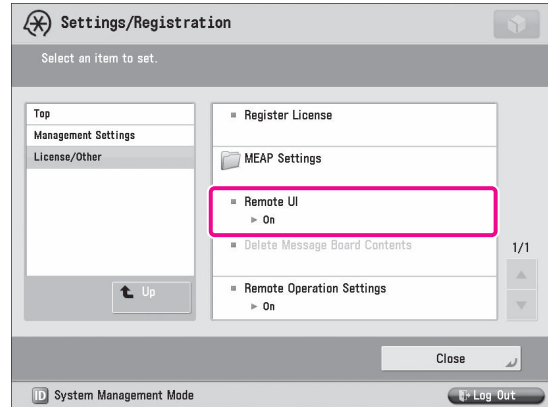 Settings/Registration
Select an item to set.
Top
Management Settings
License/Other
Up
Register License
MEAP Settings
Remote UI
► On
Delete Message Board Contents
Remote Operation Settings
► On
1/1
Close
ID System Management Mode
Log Out